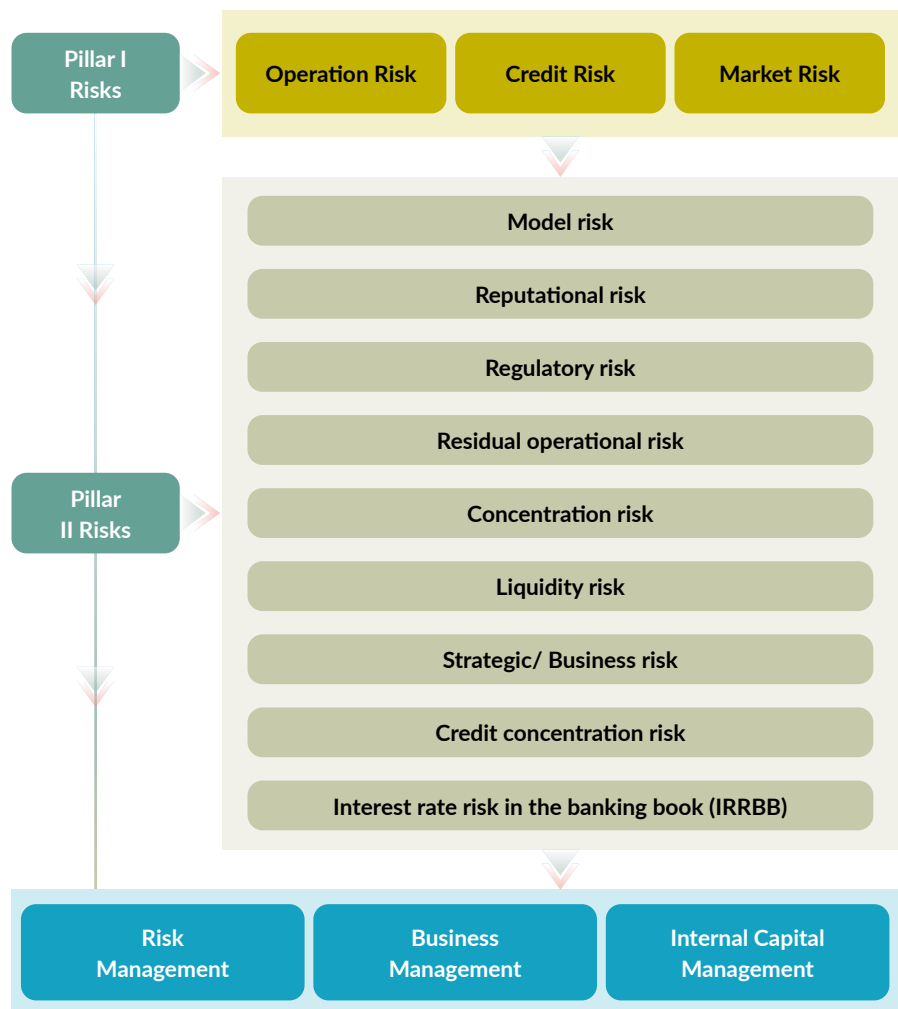 Pillar I
Risks
Operation Risk
Credit Risk
Market Risk
Model risk
Reputational risk
Regulatory risk
Residual operational risk
Pillar
II Risks
Concentration risk
Liquidity risk
Strategic/ Business risk
Credit concentration risk
Interest rate risk in the banking book (IRRBB)
Risk
Management
Business
Management
Internal Capital
Management